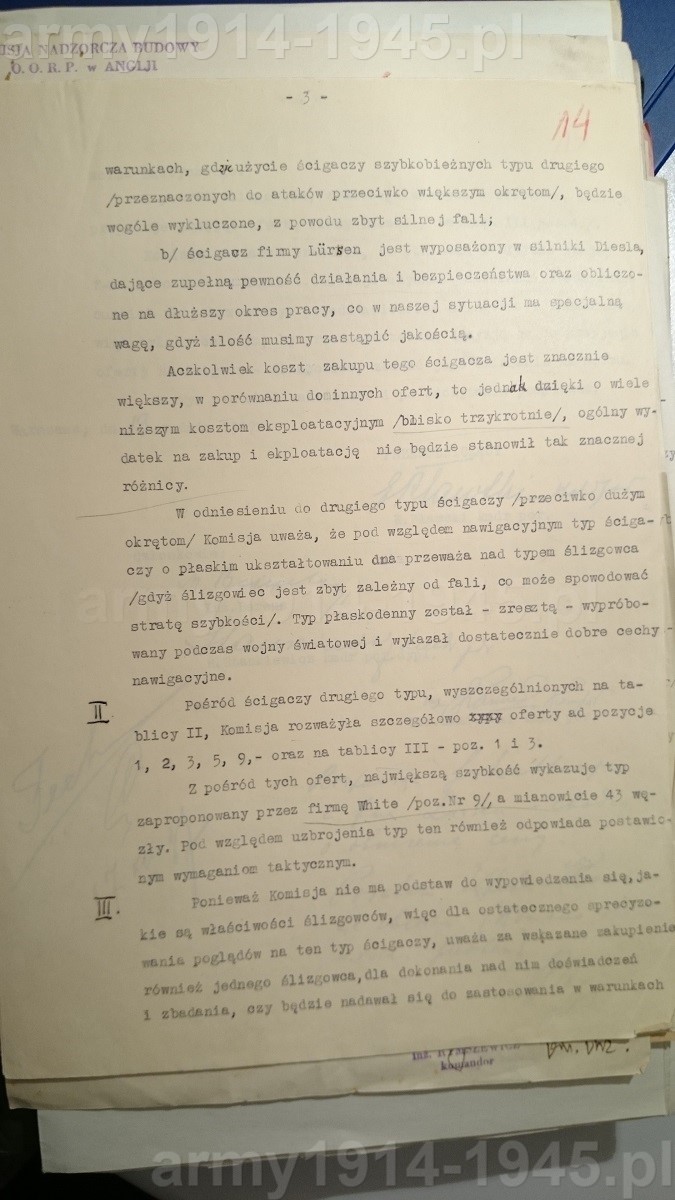 army1914-1945.pl
ISJA NADZORCZA BUDOWY
O. O. R. P. w ANGLJI
- 3 -
14
warunkach, gdzie użycie ścigaczy szybkobieżnych typu drugiego
/przeznaczonych do ataków przeciwko większym okrętom/, będzie
wogóle wykluczone, z powodu zbyt silnej fali;
b/ ścigacz firmy Lürsen jest wyposażony w silniki Diesla,
dające zupełną pewność działania i bezpieczeństwa oraz obliczo-
ne na dłuższy okres pracy, co w naszej sytuacji ma specjalną
wagę, gdyż ilość musimy zastąpić jakością.
Aczkolwiek koszt zakupu tego ścigacza jest znacznie
większy, w porównaniu do innych ofert, to jednak dzięki o wiele
niższym kosztom eksploatacyjnym /blisko trzykrotnie/, ogólny wy-
datek na zakup i ekploatację nie będzie stanowił tak znacznej
różnicy.
W odniesieniu do drugiego typu ścigaczy /przeciwko dużym
okrętom/ Komisja uważa, że pod względem nawigacyjnym typ ściga-
czy o płaskim ukształtowaniu dna przeważa nad typem ślizgowca
/gdyż ślizgowiec jest zbyt zależny od fali, co może spowodować
stratę szybkości/. Typ płaskodenny został - zresztą - wypróbo-
wany podczas wojny światowej i wykazał dostatecznie dobre cechy
nawigacyjne.
II. Pośród ścigaczy drugiego typu, wyszczególnionych na ta-
blicy II, Komisja rozważyła szczegółowo xyxy oferty ad pozycje
1, 2, 3, 5, 9,- oraz na tablicy III - poz. 1 i 3.
Z pośród tych ofert, największą szybkość wykazuje typ
zaproponowany przez firmę White /poz.Nr 9/, a mianowicie 43 wę-
zły. Pod względem uzbrojenia typ ten również odpowiada postawio-
nym wymaganiom taktycznym.
III. Ponieważ Komisja nie ma podstaw do wypowiedzenia się, ja-
kie są właściwości ślizgowców, więc dla ostatecznego sprecyzo-
wania poglądów na ten typ ścigaczy, uważa za wskazane zakupienie
również jednego ślizgowca, dla dokonania nad nim doświadczeń
i zbadania, czy będzie nadawał się do zastosowania w warunkach
komandor
army1914-1945.pl